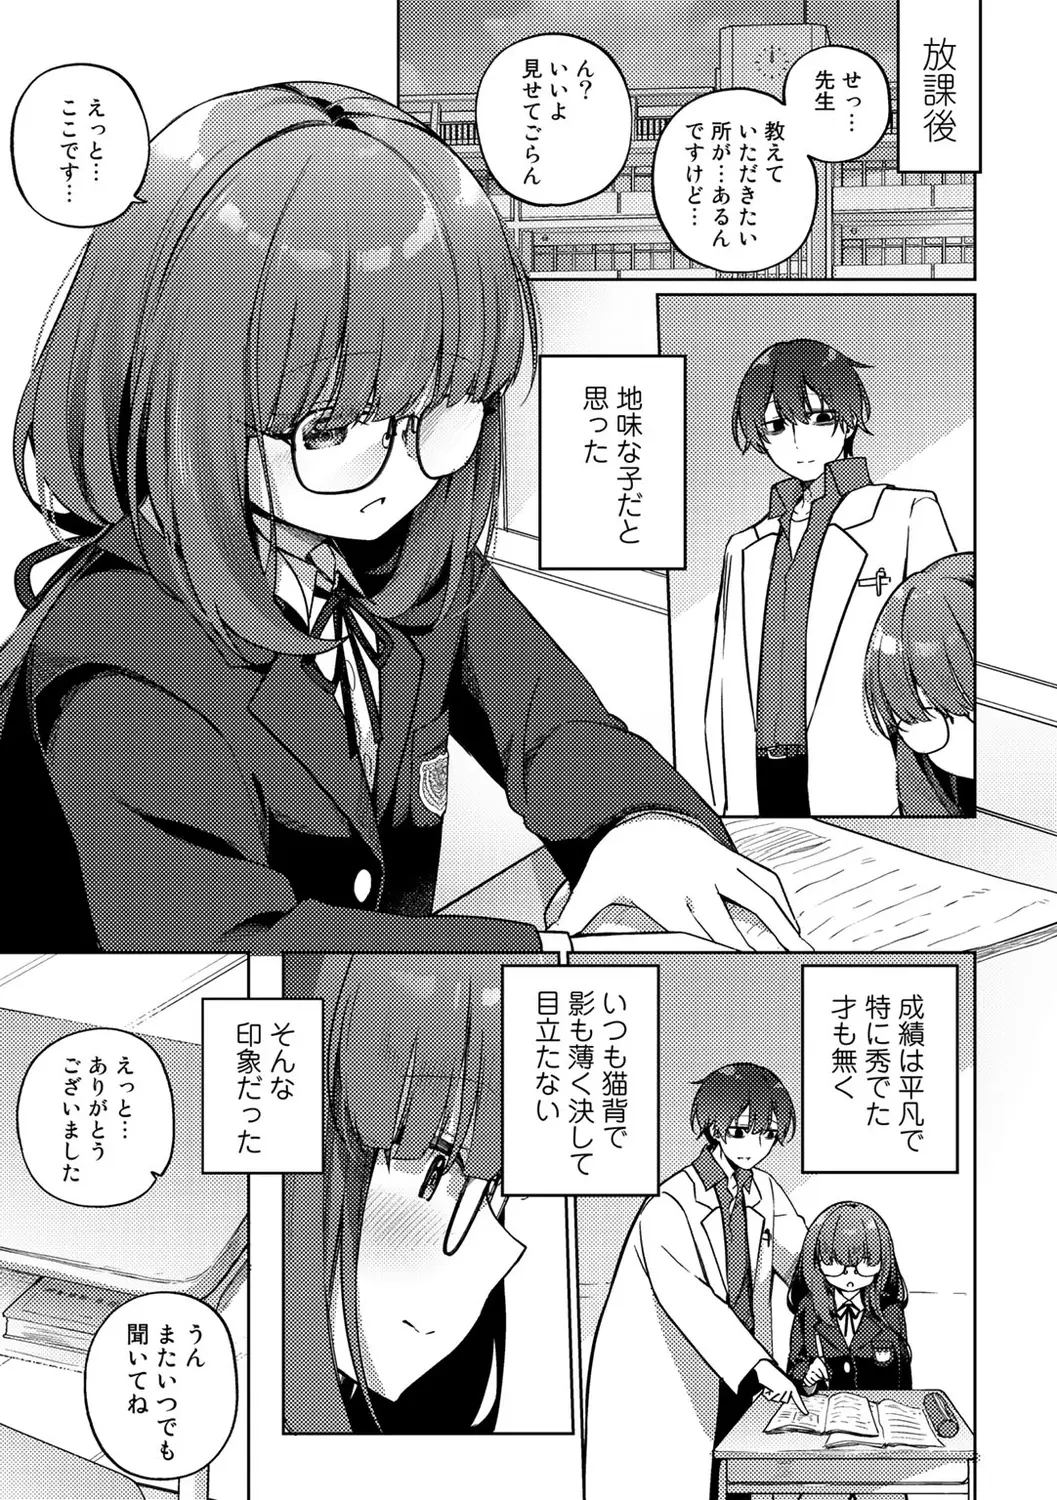 放課後
せっ…
先生
教えて
いただきたい
所が…あるん
ですけど…
ん？
いいよ
見せてごらん
地味な子だと
思った
えっと…
ここです…
成績は平凡で
特に秀でた
才も無く
いつも猫背で
影も薄く決して
目立たない
そんな
印象だった
えっと…
ありがとう
ございました
うん
またいつでも
聞いてね